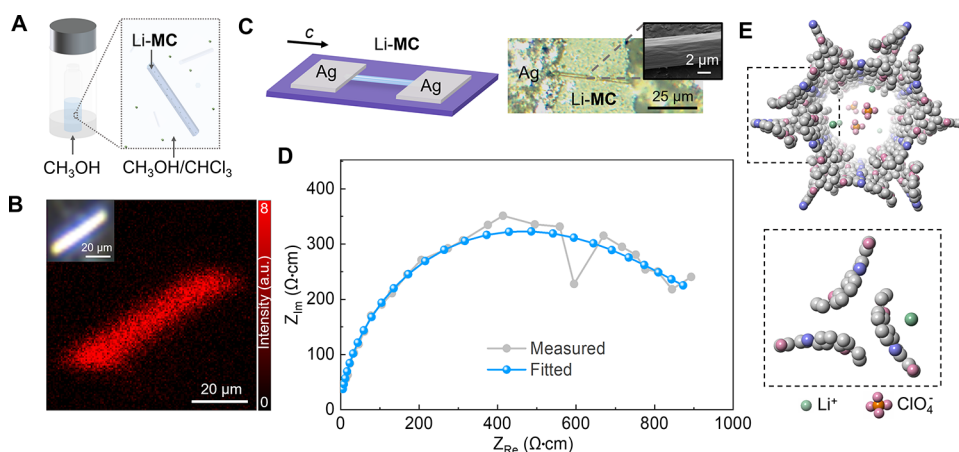 A
Li-MC
CH₃OH
CH₃OH/CHCl₃
B
20 µm
20 µm
8
Intensity (a.u.)
0
C
c
Li-MC
Ag
Ag
Ag
Li-MC
2 µm
25 µm
D
400
300
200
100
0
Z_Im (Ω·cm)
Measured
Fitted
0
200
400
600
800
1000
Z_Re (Ω·cm)
E
Li⁺
ClO₄⁻